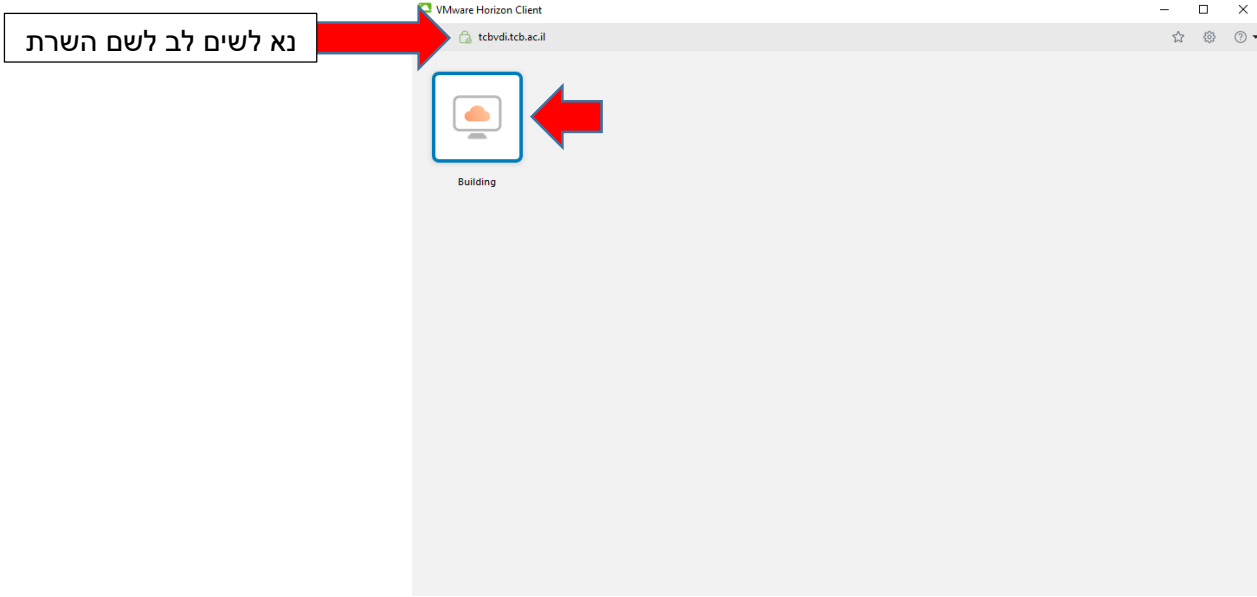 VMware Horizon Client
נא לשים לב לשם השרת
tcbvdi.tcb.ac.il
Building